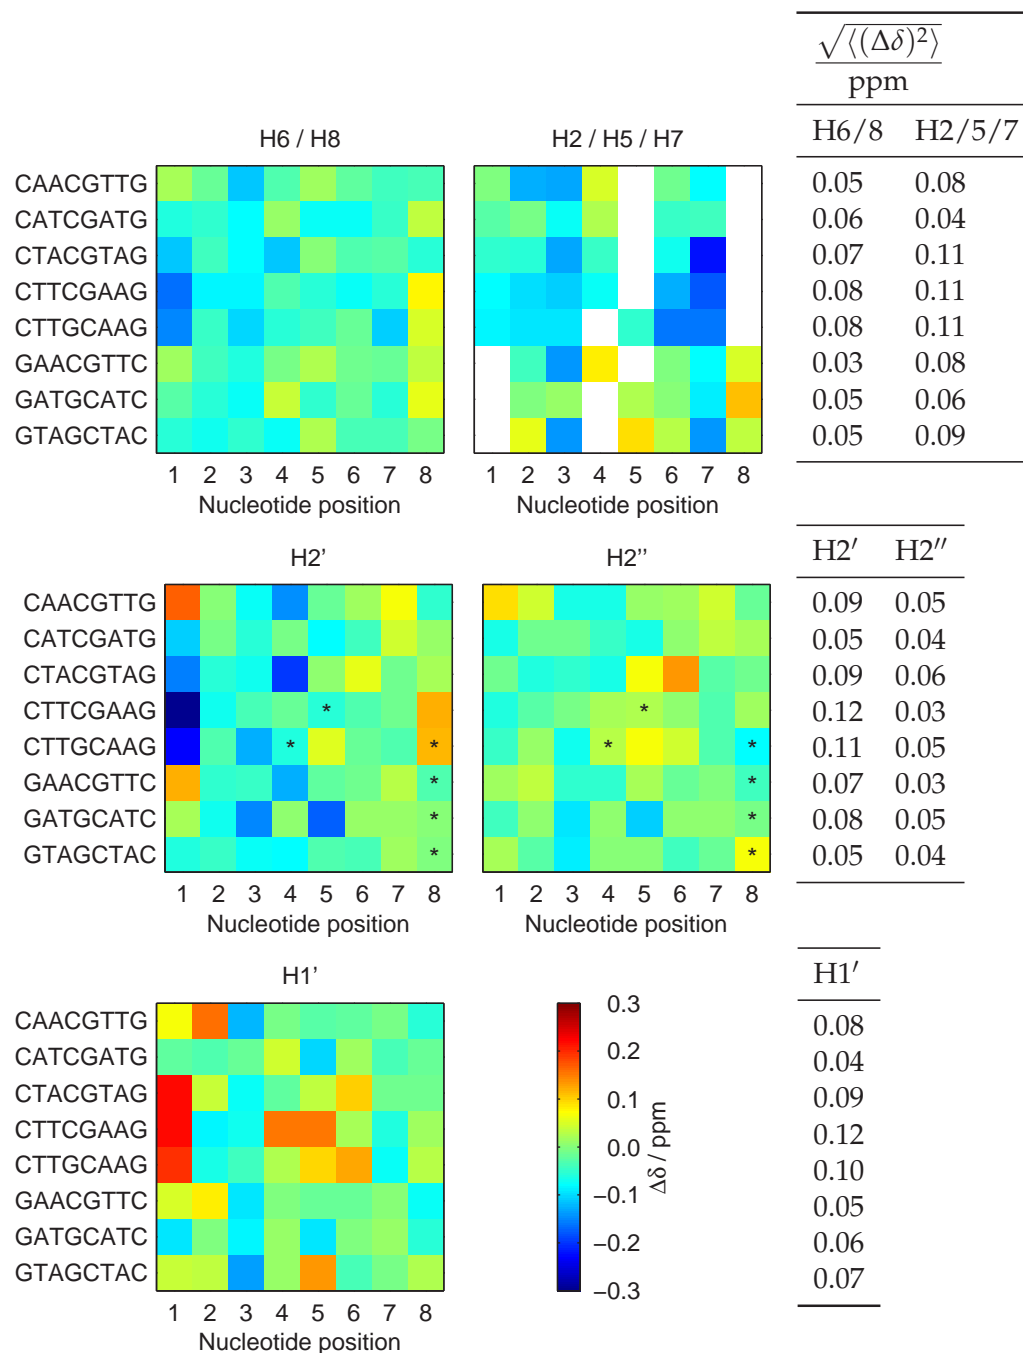 √⟨(Δδ)²⟩
ppm
H6/8 H2/5/7
H6 / H8 H2 / H5 / H7
CAACGTTG 0.05 0.08
CATCGATG 0.06 0.04
CTACGTAG 0.07 0.11
CTTCGAAG 0.08 0.11
CTTGCAAG 0.08 0.11
GAACGTTC 0.03 0.08
GATGCATC 0.05 0.06
GTAGCTAC 0.05 0.09
1 2 3 4 5 6 7 8 1 2 3 4 5 6 7 8
Nucleotide position Nucleotide position
H2' H2'' H2′ H2′′
CAACGTTG 0.09 0.05
CATCGATG 0.05 0.04
CTACGTAG 0.09 0.06
CTTCGAAG * * 0.12 0.03
CTTGCAAG * * * * 0.11 0.05
GAACGTTC * * 0.07 0.03
GATGCATC * * 0.08 0.05
GTAGCTAC * * 0.05 0.04
1 2 3 4 5 6 7 8 1 2 3 4 5 6 7 8
Nucleotide position Nucleotide position
H1' H1′
CAACGTTG 0.3 0.08
CATCGATG 0.2 0.04
CTACGTAG 0.1 0.09
CTTCGAAG 0.0 0.12
CTTGCAAG −0.1 0.10
GAACGTTC −0.2 0.05
GATGCATC −0.3 0.06
GTAGCTAC 0.07
Δδ / ppm
1 2 3 4 5 6 7 8
Nucleotide position